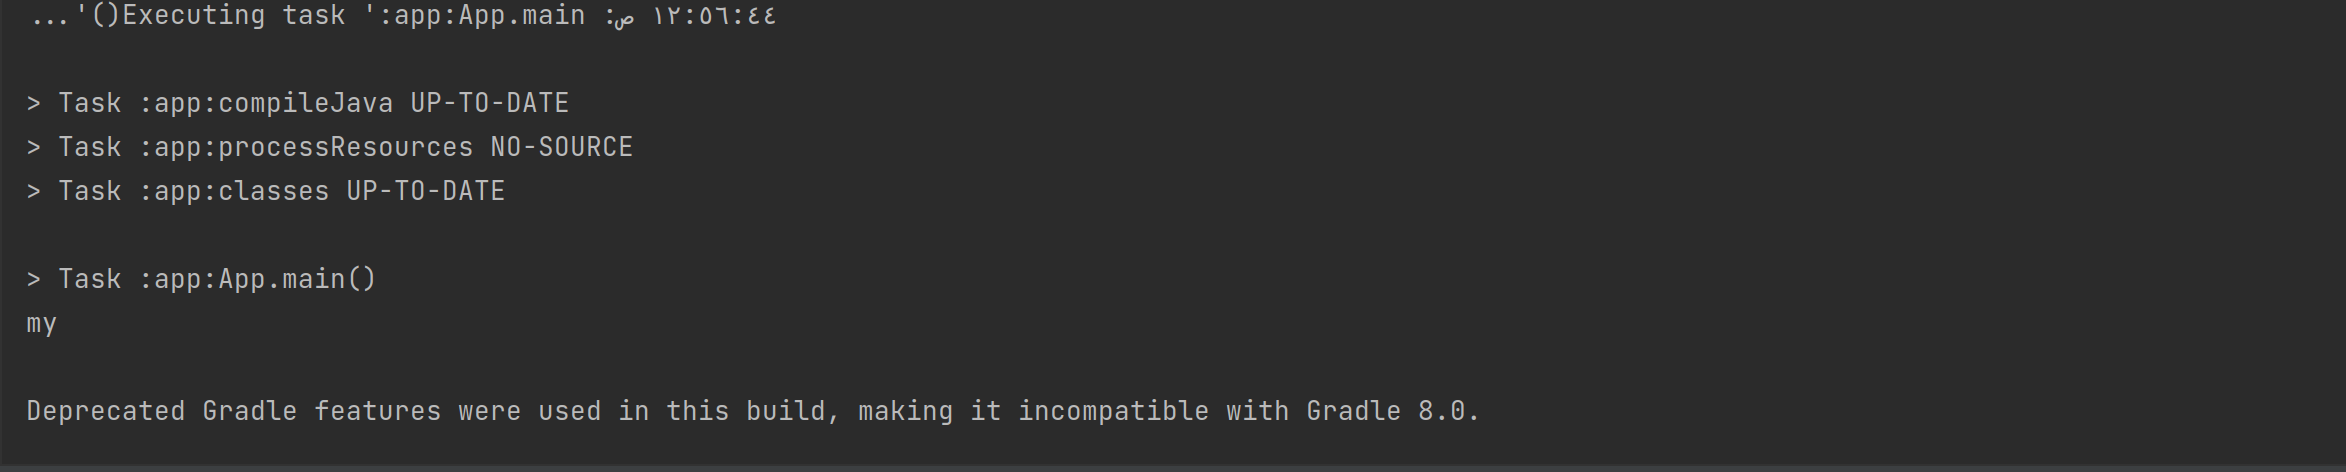 ١٢:٥٦:٤٤ ص: Executing task ':app:App.main()'...
> Task :app:compileJava UP-TO-DATE
> Task :app:processResources NO-SOURCE
> Task :app:classes UP-TO-DATE
> Task :app:App.main()
my
Deprecated Gradle features were used in this build, making it incompatible with Gradle 8.0.